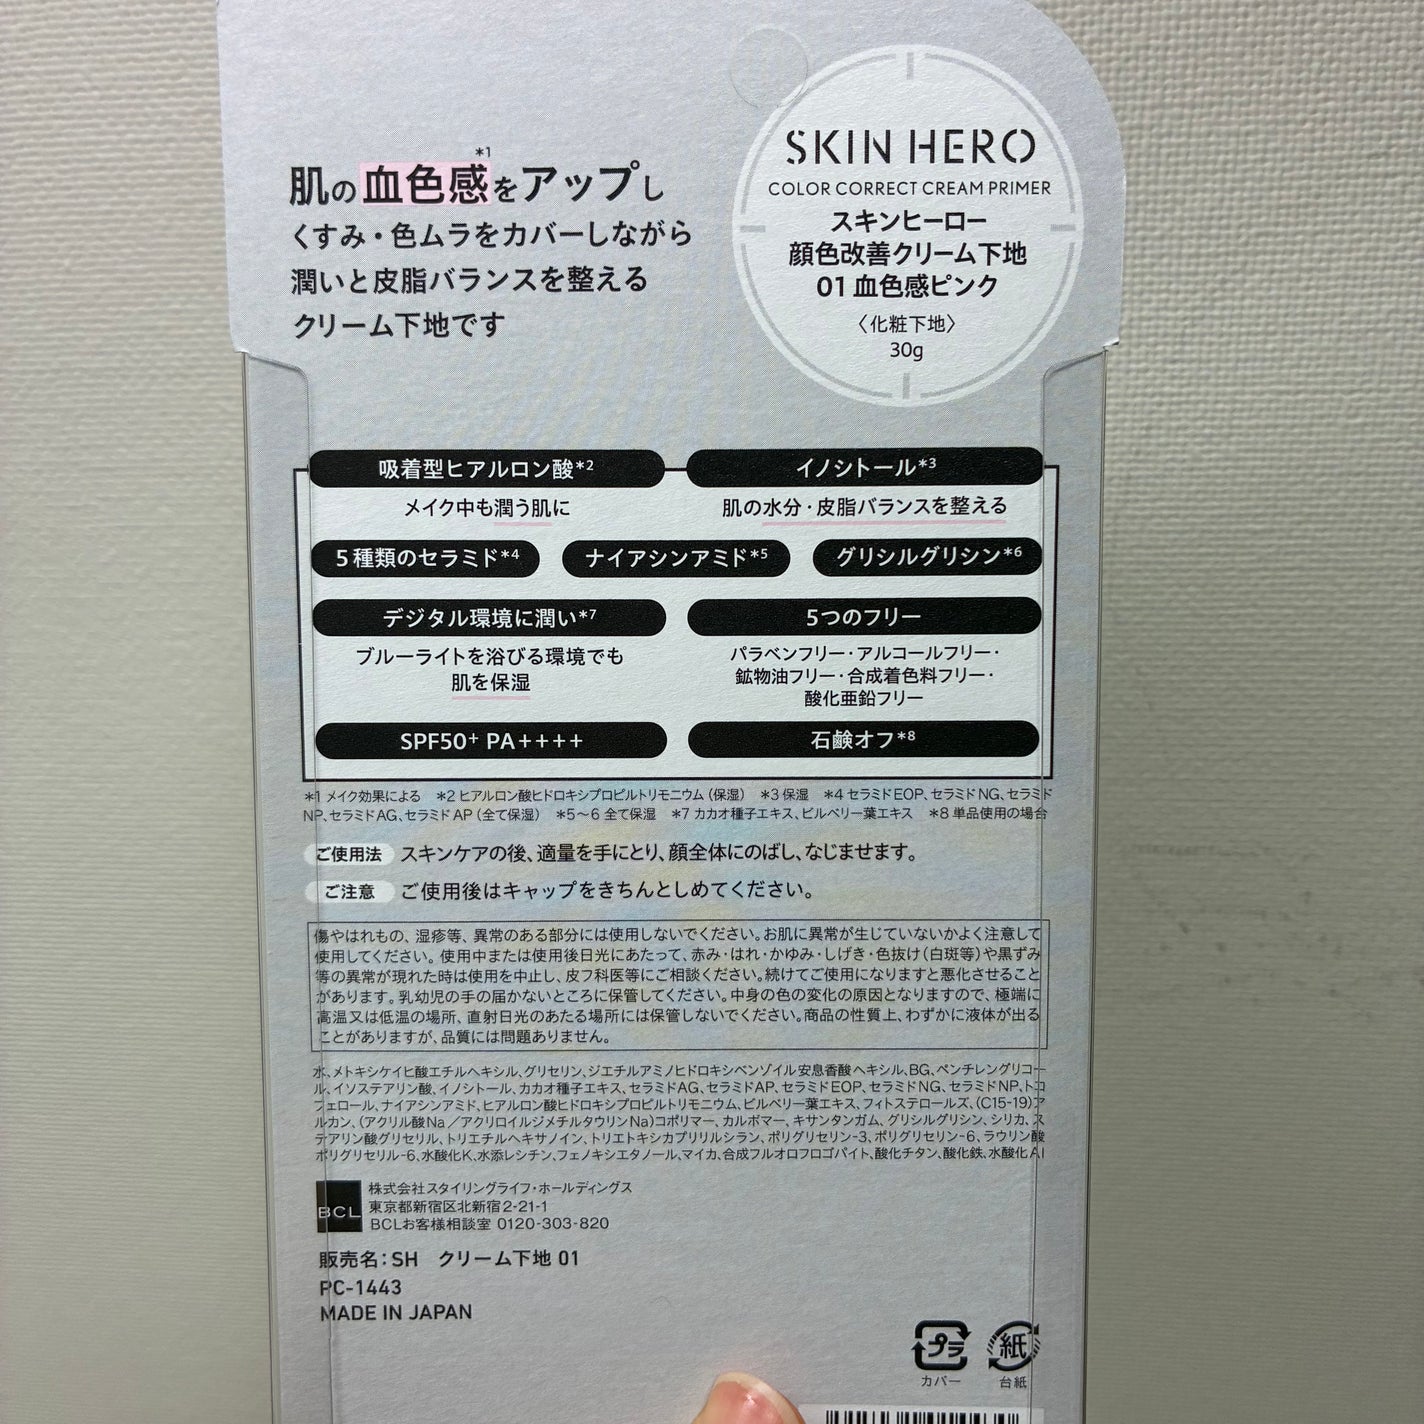 肌の血色感*1をアップし
くすみ・色ムラをカバーしながら
潤いと皮脂バランスを整える
クリーム下地です
SKIN HERO
COLOR CORRECT CREAM PRIMER
スキンヒーロー
顔色改善クリーム下地
01 血色感ピンク
〈化粧下地〉
30g
吸着型ヒアルロン酸*2
メイク中も潤う肌に
イノシトール*3
肌の水分・皮脂バランスを整える
5種類のセラミド*4
ナイアシンアミド*5
グリシルグリシン*6
デジタル環境に潤い*7
ブルーライトを浴びる環境でも
肌を保湿
5つのフリー
パラベンフリー・アルコールフリー・
鉱物油フリー・合成着色料フリー・
酸化亜鉛フリー
SPF50+ PA++++
石鹸オフ*8
*1 メイク効果による *2 ヒアルロン酸ヒドロキシプロピルトリモニウム（保湿） *3 保湿 *4 セラミドEOP、セラミドNG、セラミド
NP、セラミドAG、セラミドAP（全て保湿） *5～6 全て保湿 *7 カカオ種子エキス、ビルベリー葉エキス *8 単品使用の場合
ご使用法 スキンケアの後、適量を手にとり、顔全体にのばし、なじませます。
ご注意 ご使用後はキャップをきちんとしめてください。
傷やはれもの、湿疹等、異常のある部分には使用しないでください。お肌に異常が生じていないかよく注意して
使用してください。使用中または使用後日光にあたって、赤み・はれ・かゆみ・しげき・色抜け（白斑等）や黒ずみ
等の異常が現れた時は使用を中止し、皮フ科医等にご相談ください。続けてご使用になりますと悪化させること
があります。乳幼児の手の届かないところに保管してください。中身の色の変化の原因となりますので、極端に
高温又は低温の場所、直射日光のあたる場所には保管しないでください。商品の性質上、わずかに液体が出る
ことがありますが、品質には問題ありません。
水、メトキシケイヒ酸エチルヘキシル、グリセリン、ジエチルアミノヒドロキシベンゾイル安息香酸ヘキシル、BG、ペンチレングリコー
ル、イソステアリン酸、イノシトール、カカオ種子エキス、セラミドAG、セラミドAP、セラミドEOP、セラミドNG、セラミドNP、トコ
フェロール、ナイアシンアミド、ヒアルロン酸ヒドロキシプロピルトリモニウム、ビルベリー葉エキス、フィトステロールズ、(C15-19)ア
ルカン、（アクリル酸Na／アクリロイルジメチルタウリンNa）コポリマー、カルボマー、キサンタンガム、グリシルグリシン、シリカ、ス
テアリン酸グリセリル、トリエチルヘキサノイン、トリエトキシカプリリルシラン、ポリグリセリン-3、ポリグリセリン-6、ラウリン酸
ポリグリセリル-6、水酸化K、水添レシチン、フェノキシエタノール、マイカ、合成フルオロフロゴパイト、酸化チタン、酸化鉄、水酸化Al
BCL
株式会社スタイリングライフ・ホールディングス
東京都新宿区北新宿2-21-1
BCLお客様相談室 0120-303-820
販売名：SH クリーム下地 01
PC-1443
MADE IN JAPAN
プラ
カバー
紙
台紙